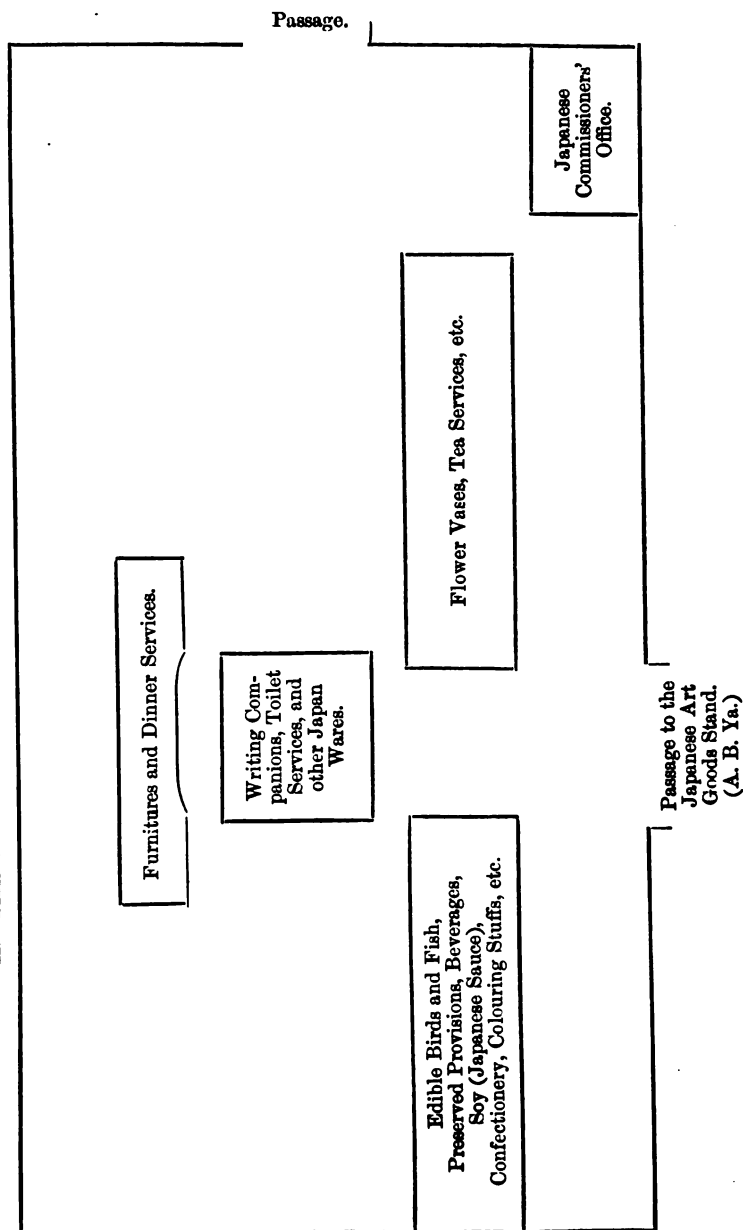 Passage.
Japanese
Commissioners'
Office.
Flower Vases, Tea Services, etc.
Furnitures and Dinner Services.
Writing Com-
panions, Toilet
Services, and
other Japan
Wares.
Passage to the
Japanese Art
Goods Stand.
(A. B. Ya.)
Edible Birds and Fish,
Preserved Provisions, Beverages,
Soy (Japanese Sauce),
Confectionery, Colouring Stuffs, etc.